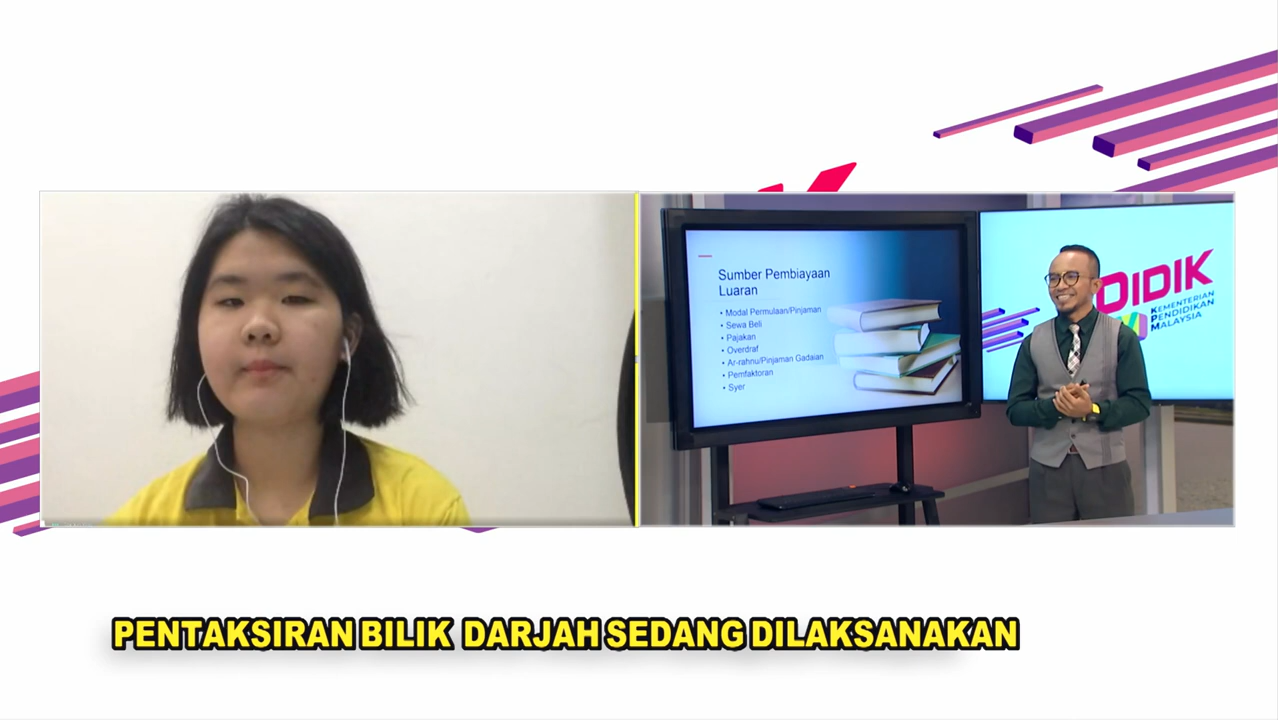 Sumber Pembiayaan
Luaran
• Modal Permulaan/Pinjaman
• Sewa Beli
• Pajakan
• Overdraf
• Ar-rahnu/Pinjaman Gadaian
• Pemfaktoran
• Syer
DIDIK
KEMENTERIAN
PENDIDIKAN
MALAYSIA
PENTAKSIRAN BILIK DARJAH SEDANG DILAKSANAKAN